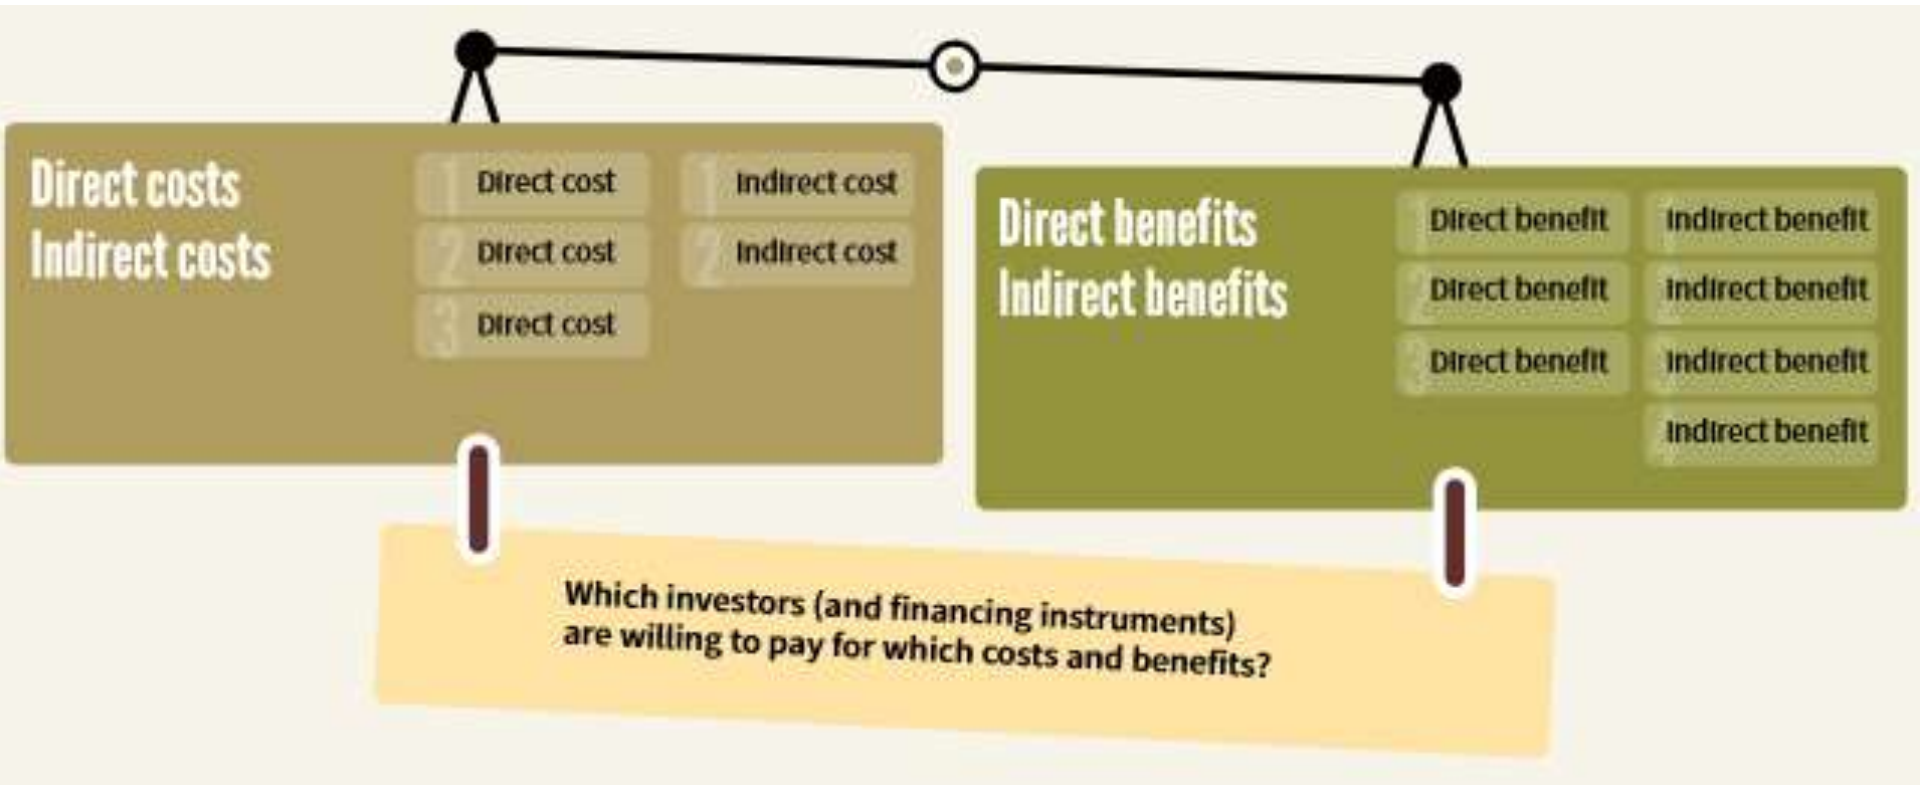 Direct costs
Indirect costs
1 Direct cost
2 Direct cost
3 Direct cost
1 Indirect cost
2 Indirect cost
Direct benefits
Indirect benefits
1 Direct benefit
2 Direct benefit
3 Direct benefit
Indirect benefit
Indirect benefit
Indirect benefit
Indirect benefit
Which investors (and financing instruments)
are willing to pay for which costs and benefits?